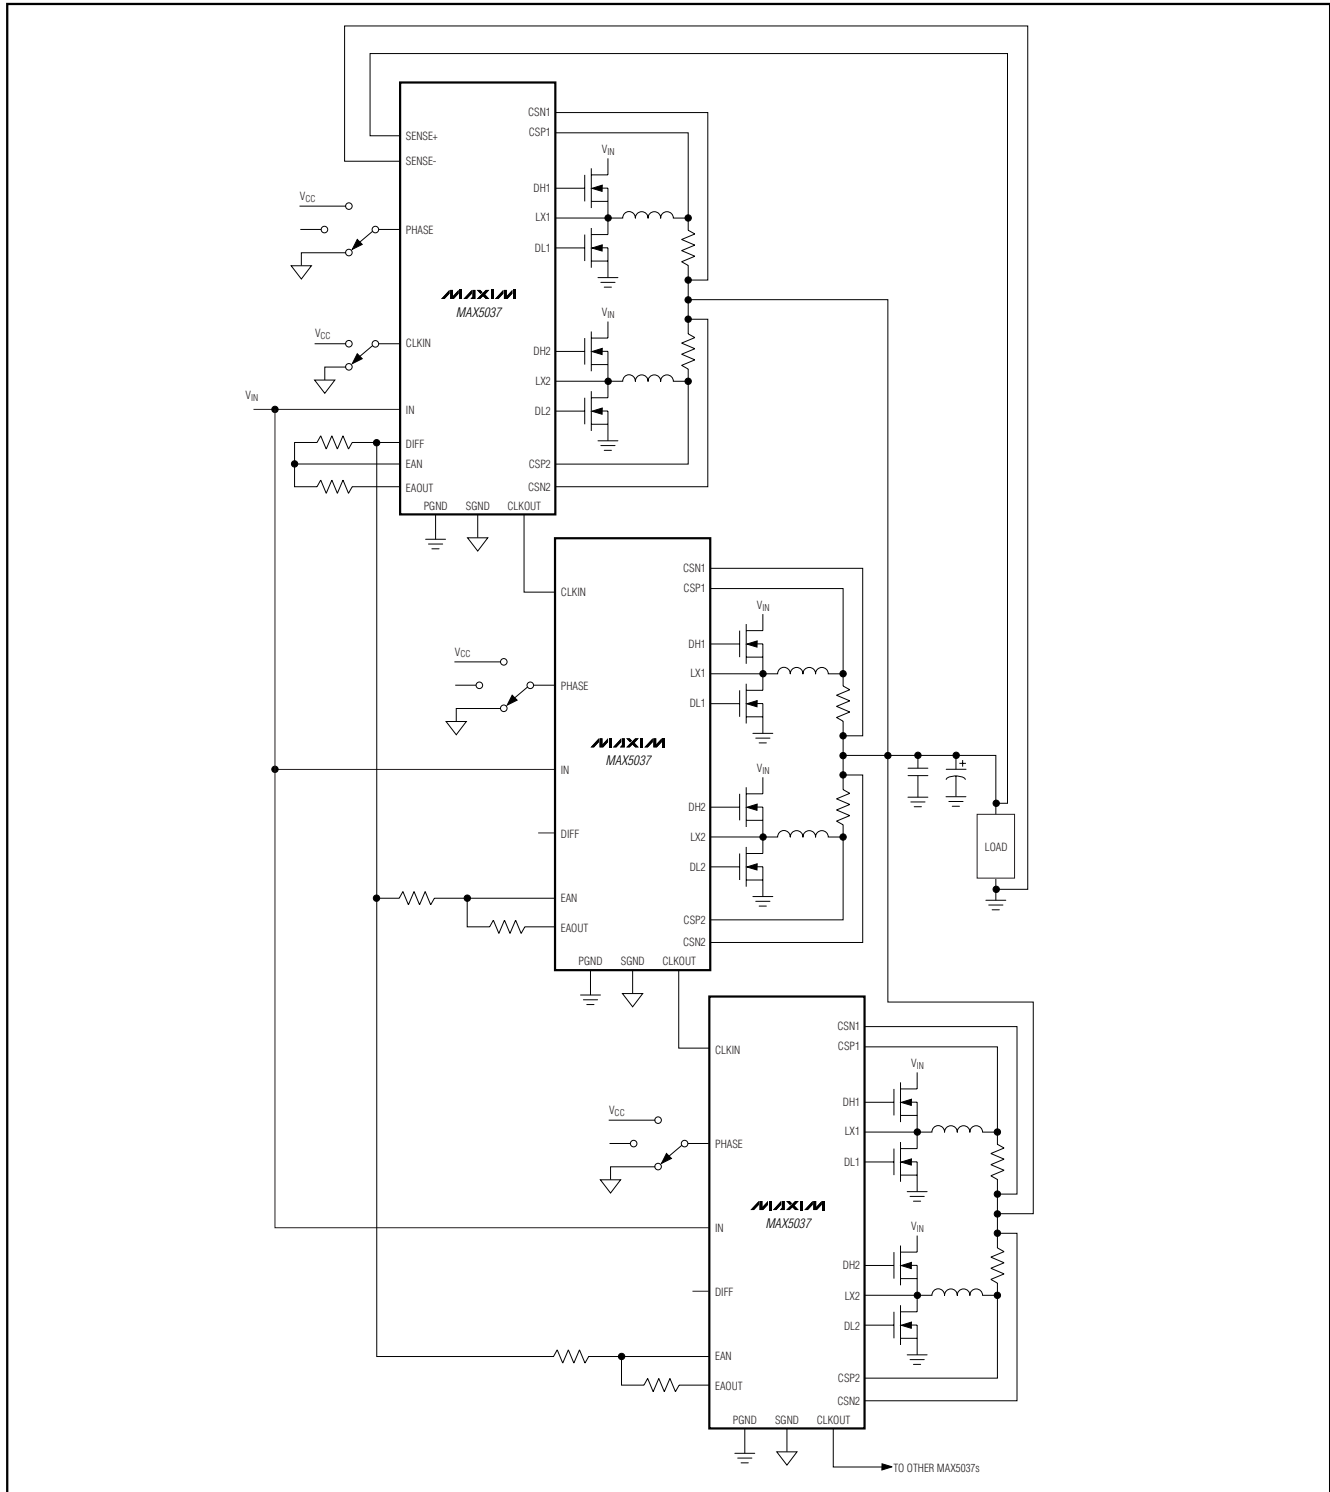 CSN1
CSP1
SENSE+
SENSE-
VIN
VCC
DH1
LX1
PHASE
DL1
MAXIM
MAX5037
VIN
VCC
CLKIN
DH2
LX2
VIN
IN
DL2
DIFF
EAN
CSP2
EAOUT
CSN2
PGND
SGND
CLKOUT
CSN1
CSP1
CLKIN
VIN
DH1
VCC
LX1
PHASE
DL1
MAXIM
MAX5037
VIN
IN
DH2
DIFF
LX2
LOAD
DL2
EAN
CSP2
EAOUT
CSN2
PGND
SGND
CLKOUT
CSN1
CSP1
CLKIN
VIN
DH1
VCC
LX1
PHASE
DL1
MAXIM
MAX5037
VIN
IN
DH2
DIFF
LX2
DL2
EAN
CSP2
EAOUT
CSN2
PGND
SGND
CLKOUT
TO OTHER MAX5037s